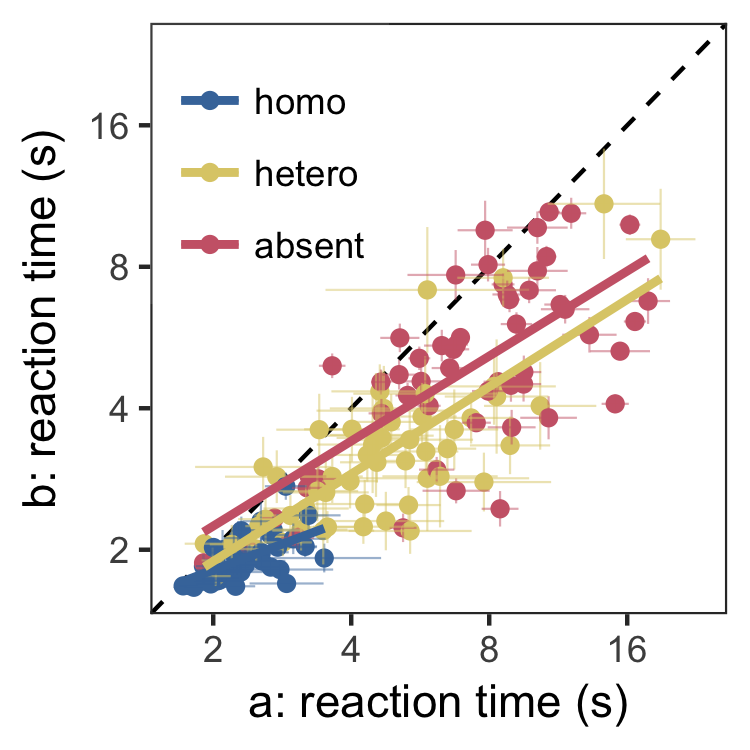 homo
hetero
absent
16
8
4
2
b: reaction time (s)
2 4 8 16
a: reaction time (s)